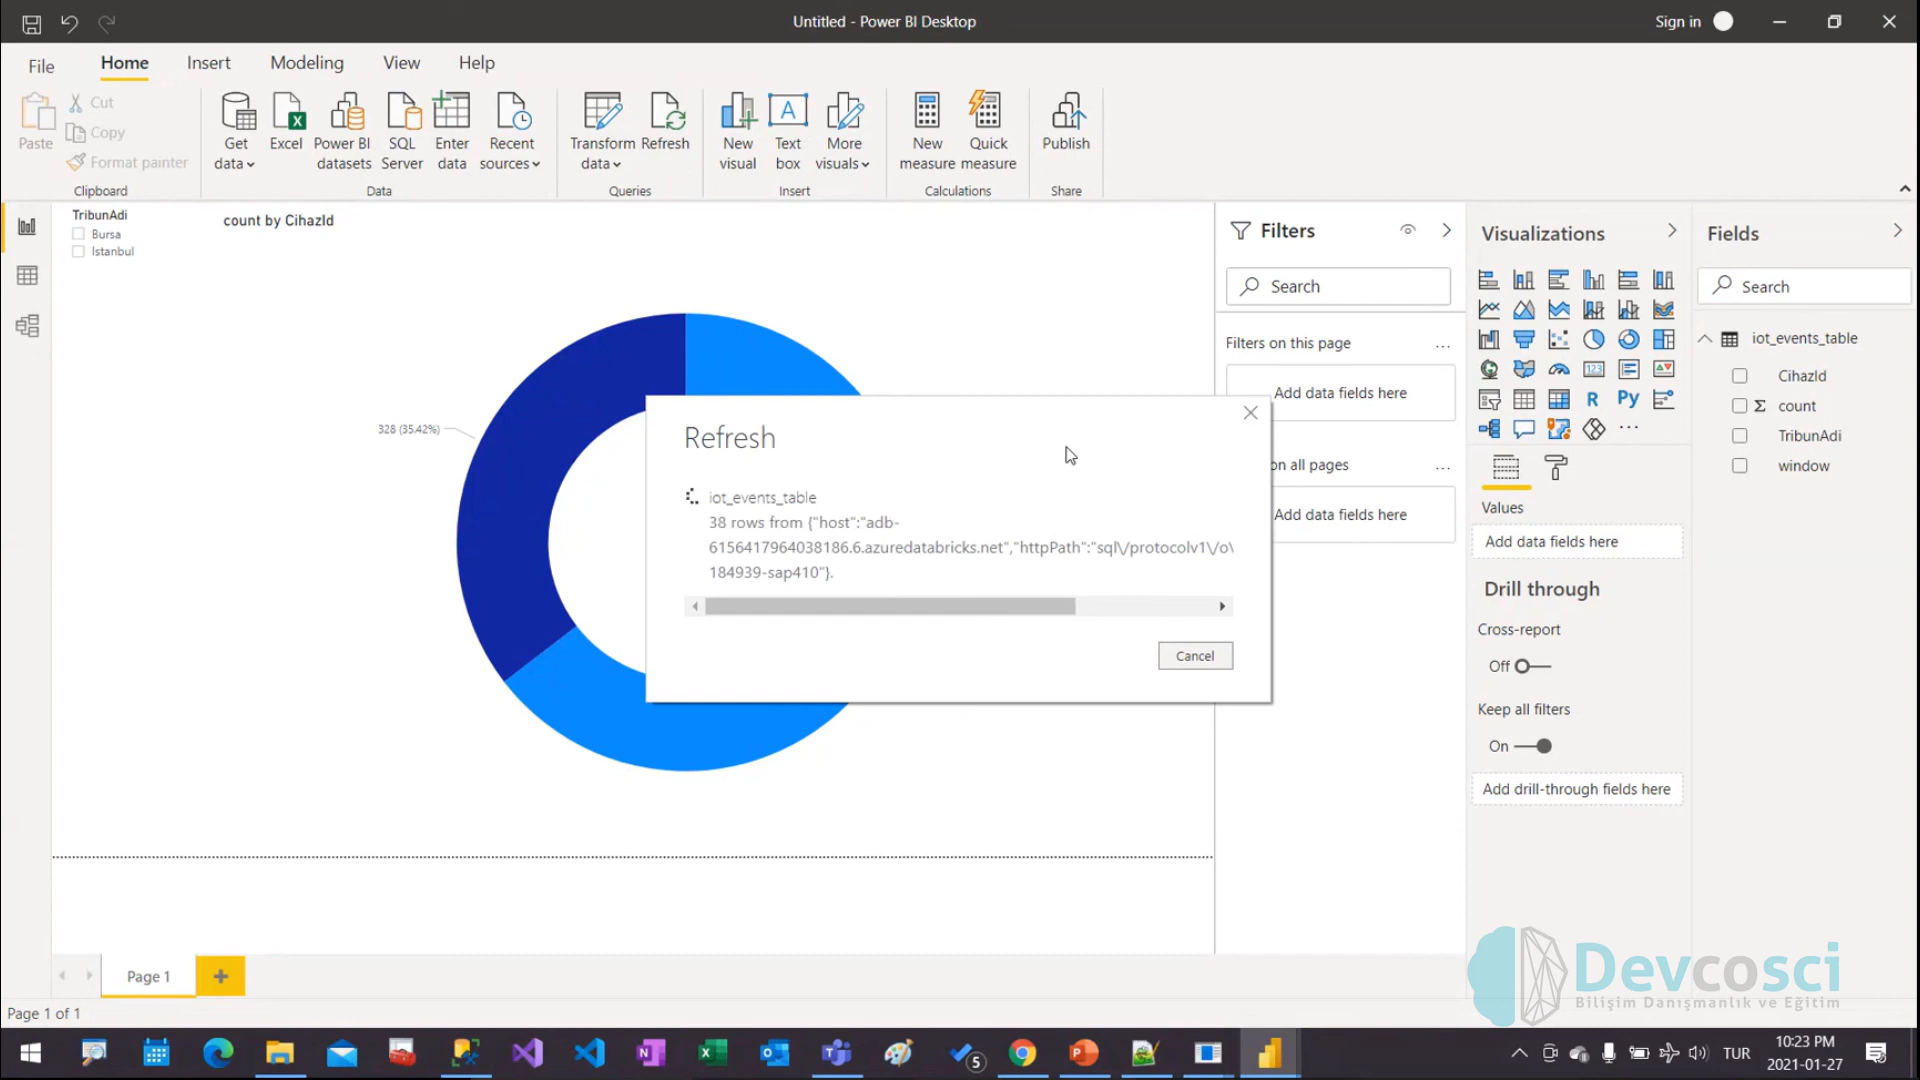 Untitled - Power BI Desktop
Sign in
File
Home
Insert
Modeling
View
Help
Paste
Cut
Copy
Format painter
Clipboard
Get data
Excel
Power BI datasets
SQL Server
Enter data
Recent sources
Data
Transform data
Refresh
Queries
New visual
Text box
More visuals
Insert
New measure
Quick measure
Calculations
Publish
Share
TribunAdi
Bursa
Istanbul
count by CihazId
328 (35.42%)
Refresh
iot_events_table
38 rows from {"host":"adb-
6156417964038186.6.azuredatabricks.net","httpPath":"sql\/protocolv1\/o\
184939-sap410"}.
Cancel
Filters
Search
Filters on this page
...
Add data fields here
on all pages
...
Add data fields here
Visualizations
123
R
Py
...
Values
Add data fields here
Drill through
Cross-report
Off
Keep all filters
On
Add drill-through fields here
Fields
Search
iot_events_table
CihazId
Σ count
TribunAdi
window
Devcosci
Bilişim Danışmanlık ve Eğitim
Page 1
+
Page 1 of 1
5
TUR
10:23 PM
2021-01-27